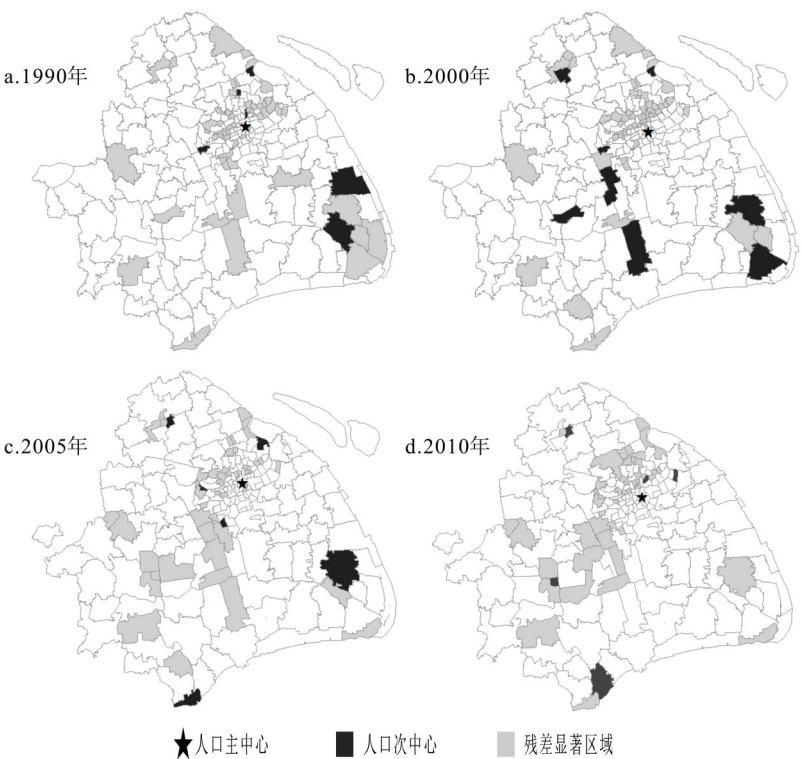 a.1990年
b.2000年
c.2005年
d.2010年
人口主中心
人口次中心
残差显著区域